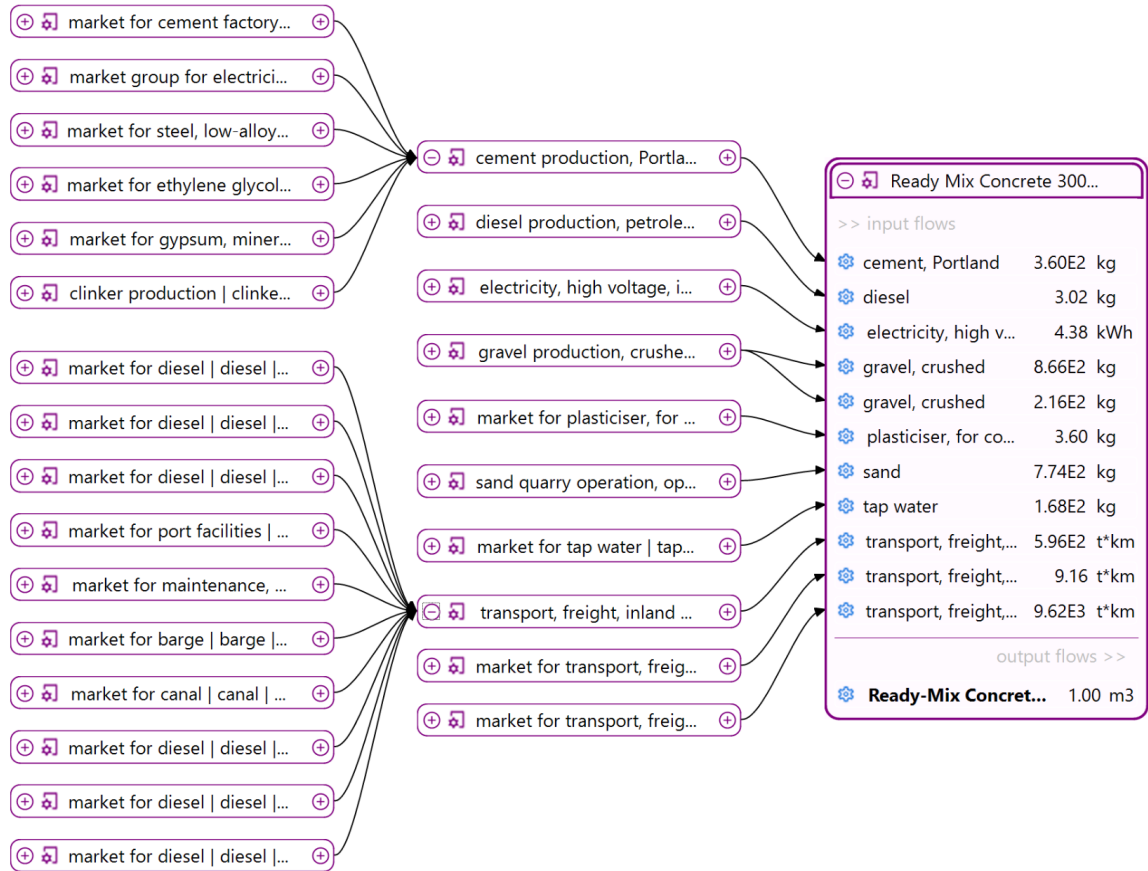 market for cement factory...
market group for electrici...
market for steel, low-alloy...
market for ethylene glycol...
market for gypsum, miner...
clinker production | clinke...
market for diesel | diesel |...
market for diesel | diesel |...
market for diesel | diesel |...
market for port facilities | ...
market for maintenance, ...
market for barge | barge |...
market for canal | canal | ...
market for diesel | diesel |...
market for diesel | diesel |...
market for diesel | diesel |...
cement production, Portla...
diesel production, petrole...
electricity, high voltage, i...
gravel production, crushe...
market for plasticiser, for ...
sand quarry operation, op...
market for tap water | tap...
transport, freight, inland ...
market for transport, freig...
market for transport, freig...
Ready Mix Concrete 300...
>> input flows
cement, Portland 3.60E2 kg
diesel 3.02 kg
electricity, high v... 4.38 kWh
gravel, crushed 8.66E2 kg
gravel, crushed 2.16E2 kg
plasticiser, for co... 3.60 kg
sand 7.74E2 kg
tap water 1.68E2 kg
transport, freight,... 5.96E2 t*km
transport, freight,... 9.16 t*km
transport, freight,... 9.62E3 t*km
output flows >>
Ready-Mix Concret... 1.00 m3